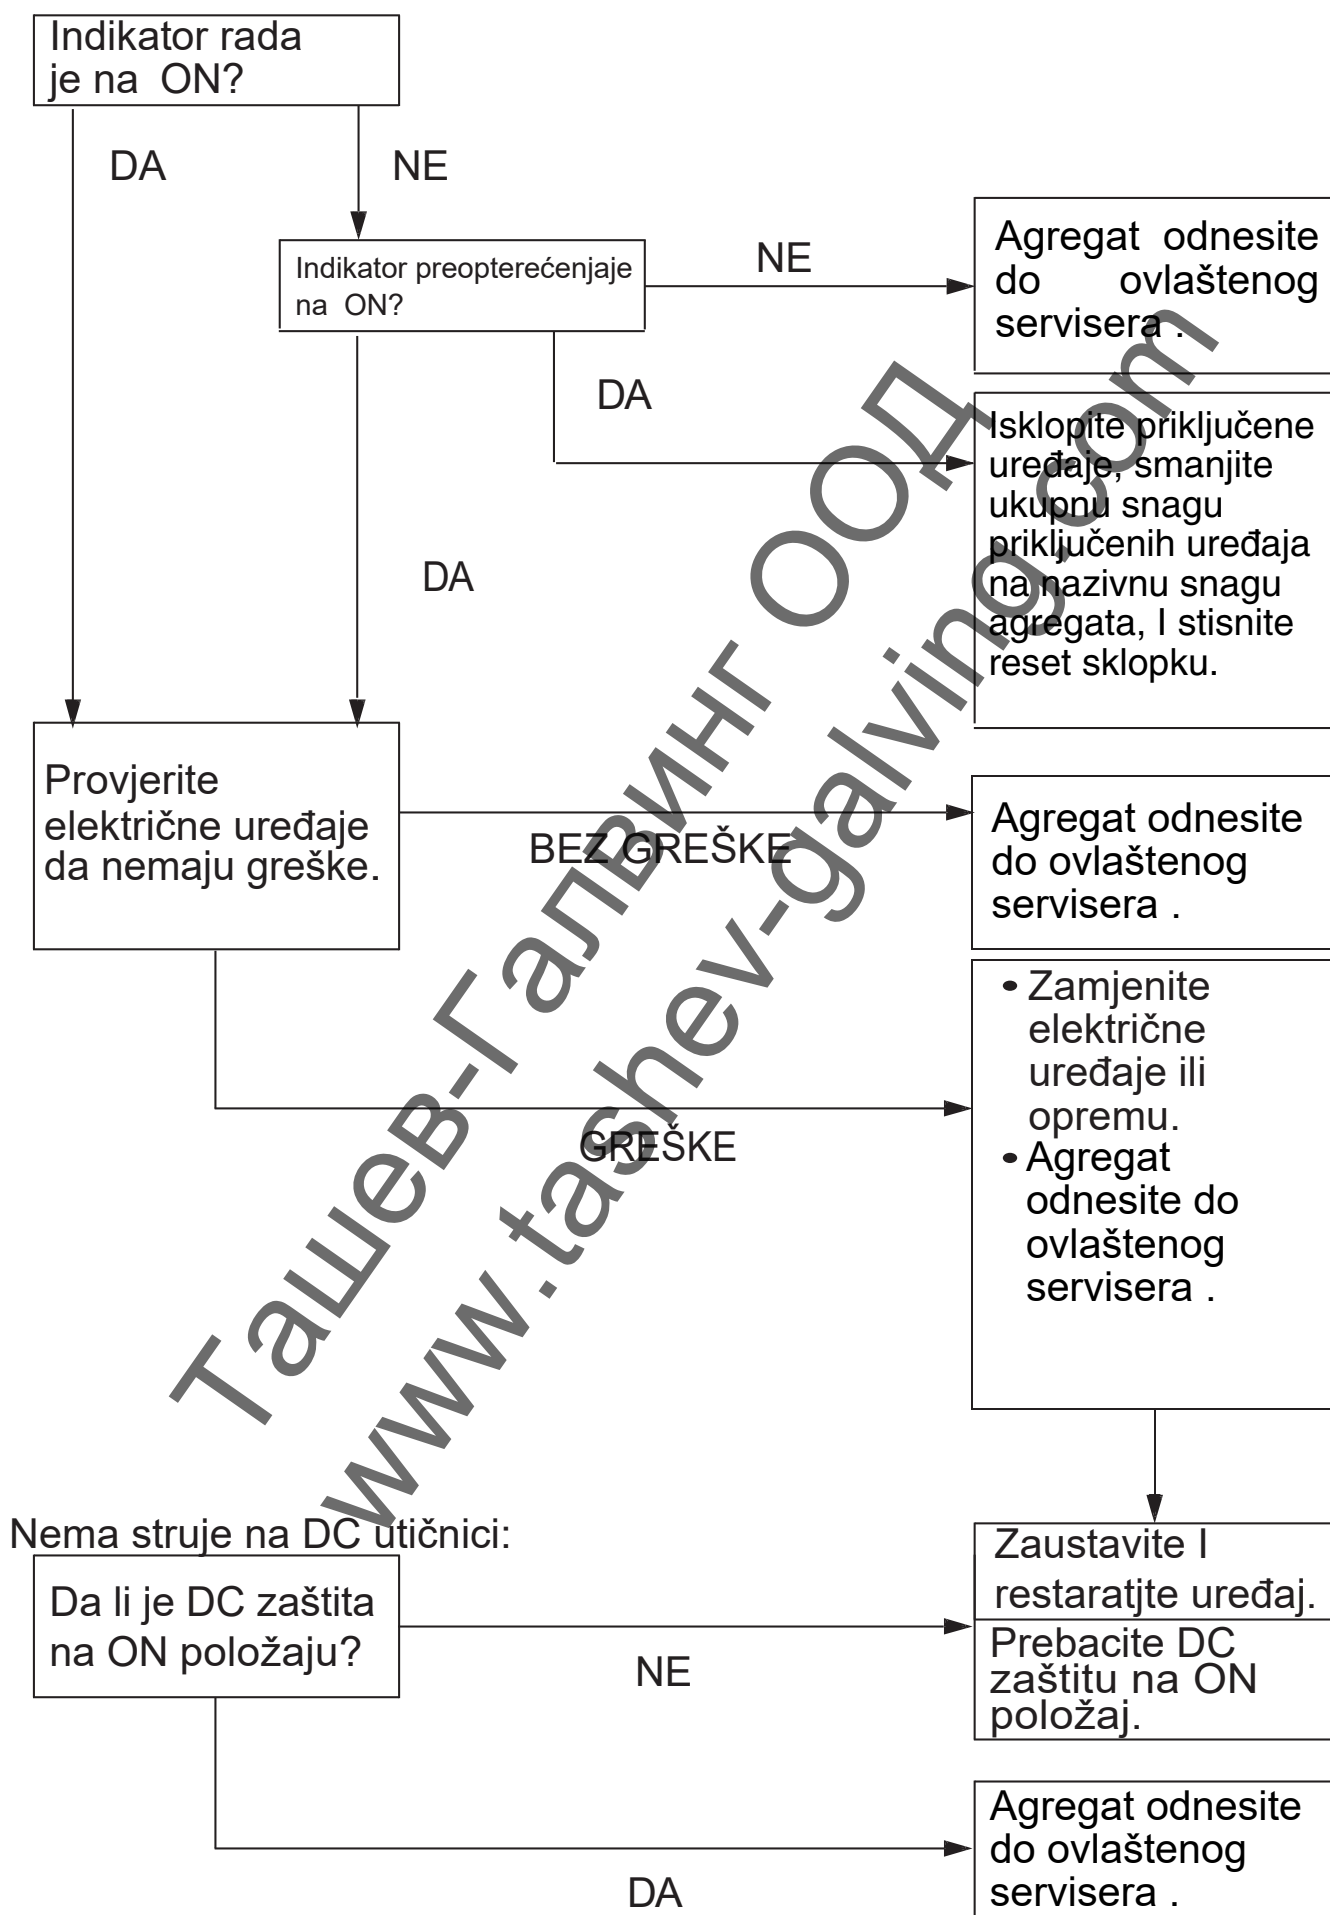 Indikator rada
je na ON?
DA
NE
Indikator preopterećenjaje
na ON?
NE
Agregat odnesite
do ovlaštenog
servisera .
DA
Isklopite priključene
uređaje, smanjite
ukupnu snagu
priključenih uređaja
na nazivnu snagu
agregata, I stisnite
reset sklopku.
DA
Provjerite
električne uređaje
da nemaju greške.
BEZ GREŠKE
Agregat odnesite
do ovlaštenog
servisera .
• Zamjenite
električne
uređaje ili
opremu.
• Agregat
odnesite do
ovlaštenog
servisera .
GREŠKE
Nema struje na DC utičnici:
Da li je DC zaštita
na ON položaju?
NE
Zaustavite I
restaratjte uređaj.
Prebacite DC
zaštitu na ON
položaj.
DA
Agregat odnesite
do ovlaštenog
servisera .
Ташев-Галвинг ООД
www.tashev-galving.com